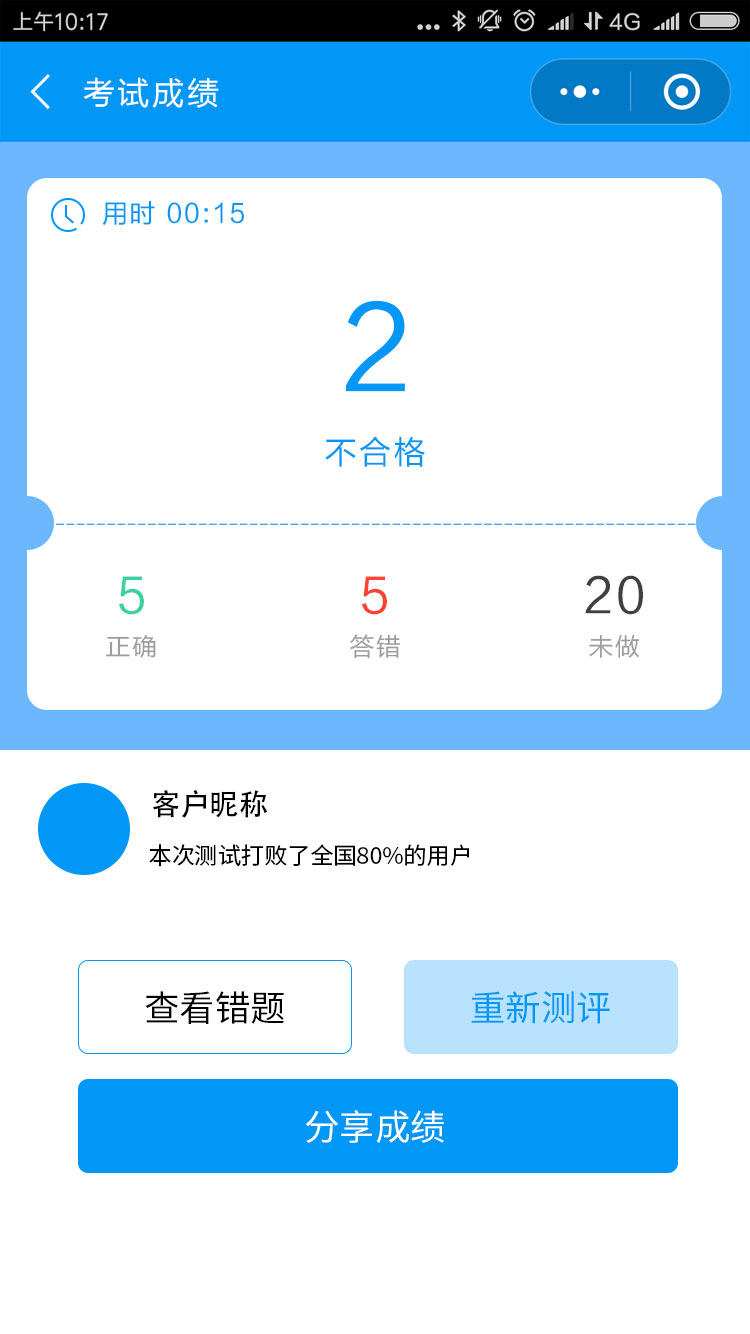 上午10:17 4G
考试成绩
用时 00:15
2
不合格
5 5 20
正确 答错 未做
客户昵称
本次测试打败了全国80%的用户
查看错题 重新测评
分享成绩